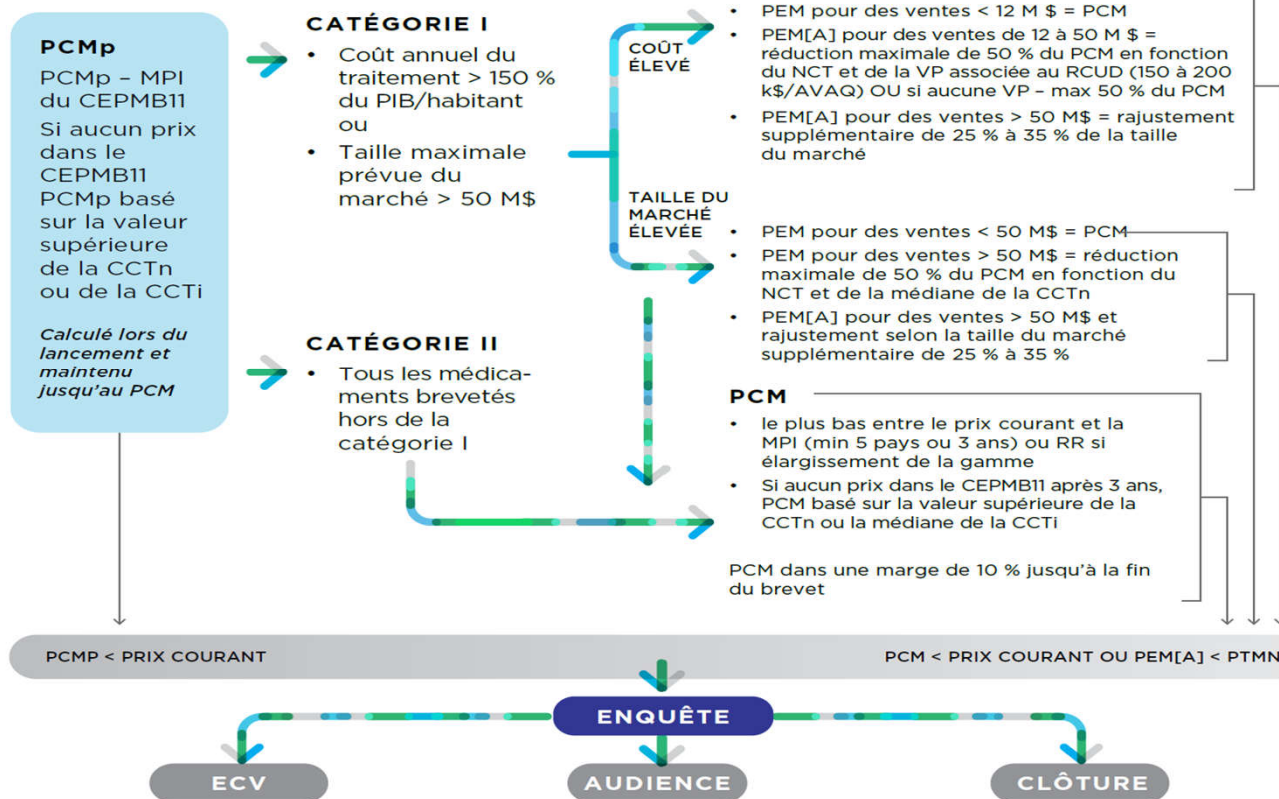 PCMp
PCMp – MPI
du CEPMB11
Si aucun prix
dans le
CEPMB11
PCMp basé
sur la valeur
supérieure
de la CCTn
ou de la CCTi
Calculé lors du
lancement et
maintenu
jusqu'au PCM
CATÉGORIE I
• Coût annuel du
traitement > 150 %
du PIB/habitant
ou
• Taille maximale
prévue du
marché > 50 M$
CATÉGORIE II
• Tous les médica-
ments brevetés
hors de la
catégorie I
COÛT
ÉLEVÉ
• PEM pour des ventes < 12 M $ = PCM
• PEM[A] pour des ventes de 12 à 50 M $ =
réduction maximale de 50 % du PCM en fonction
du NCT et de la VP associée au RCUD (150 à 200
k$/AVAQ) OU si aucune VP – max 50 % du PCM
• PEM[A] pour des ventes > 50 M$ = rajustement
supplémentaire de 25 % à 35 % de la taille
du marché
TAILLE DU
MARCHÉ
ÉLEVÉE
• PEM pour des ventes < 50 M$ = PCM
• PEM pour des ventes > 50 M$ = réduction
maximale de 50 % du PCM en fonction du
NCT et de la médiane de la CCTn
• PEM[A] pour des ventes > 50 M$ et
rajustement selon la taille du marché
supplémentaire de 25 % à 35 %
PCM
• le plus bas entre le prix courant et la
MPI (min 5 pays ou 3 ans) ou RR si
élargissement de la gamme
• Si aucun prix dans le CEPMB11 après 3 ans,
PCM basé sur la valeur supérieure de la
CCTn ou la médiane de la CCTi
PCM dans une marge de 10 % jusqu'à la fin
du brevet
PCMP < PRIX COURANT
PCM < PRIX COURANT OU PEM[A] < PTMN
ENQUÊTE
ECV
AUDIENCE
CLÔTURE